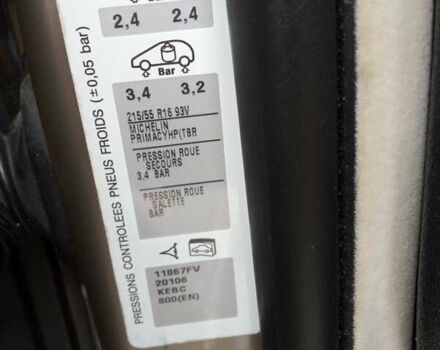 2,4 2,4
Bar
3,4 3,2
215/55 R16 93V
MICHELIN
PRIMACYHP(TBR
PRESSION ROUE
SECOURS
3,4 BAR
PRESSION ROUE
GALETTE
BAR
11867FV
20106
KEBC
800(EN)
PRESSIONS CONTROLEES PNEUS FROIDS (±0,05 bar)